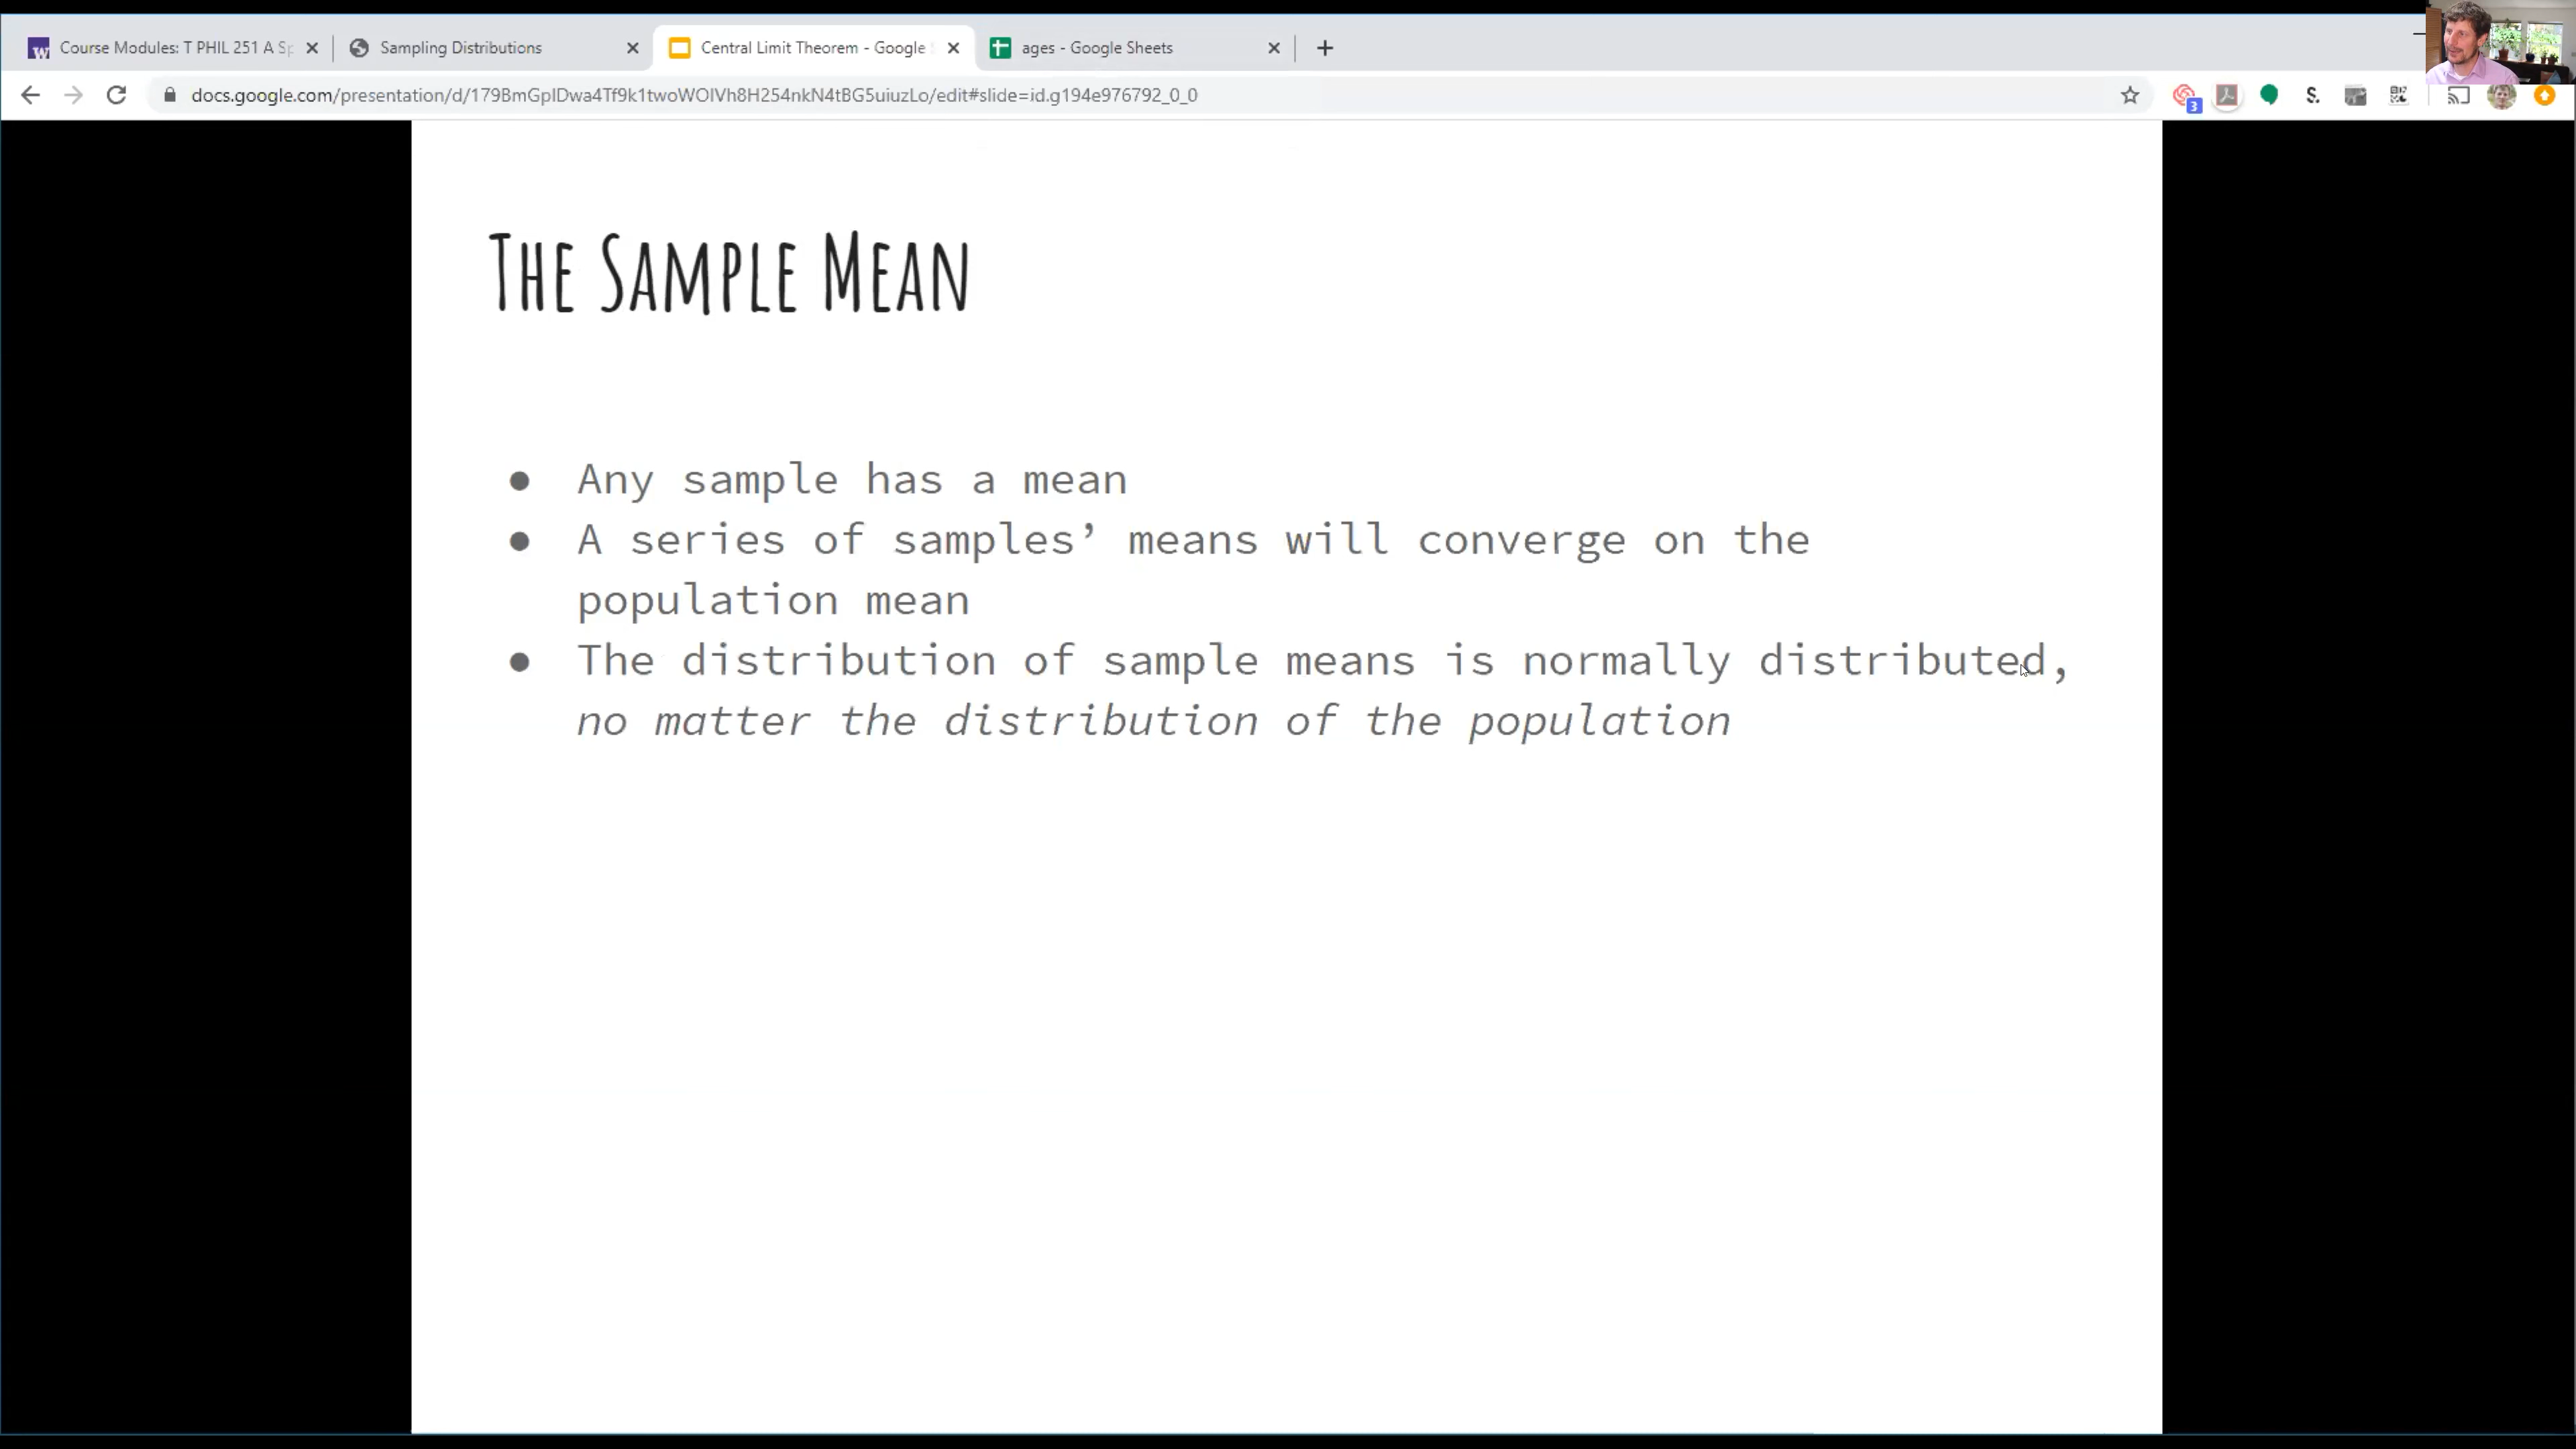 Course Modules: T PHIL 251 A Sp
Sampling Distributions
Central Limit Theorem - Google
ages - Google Sheets
docs.google.com/presentation/d/179BmGpIDwa4Tf9k1twoWOIVh8H254nkN4tBG5uiuzLo/edit#slide=id.g194e976792_0_0
3
S.
THE SAMPLE MEAN
● Any sample has a mean
● A series of samples’ means will converge on the
population mean
● The distribution of sample means is normally distributed,
no matter the distribution of the population